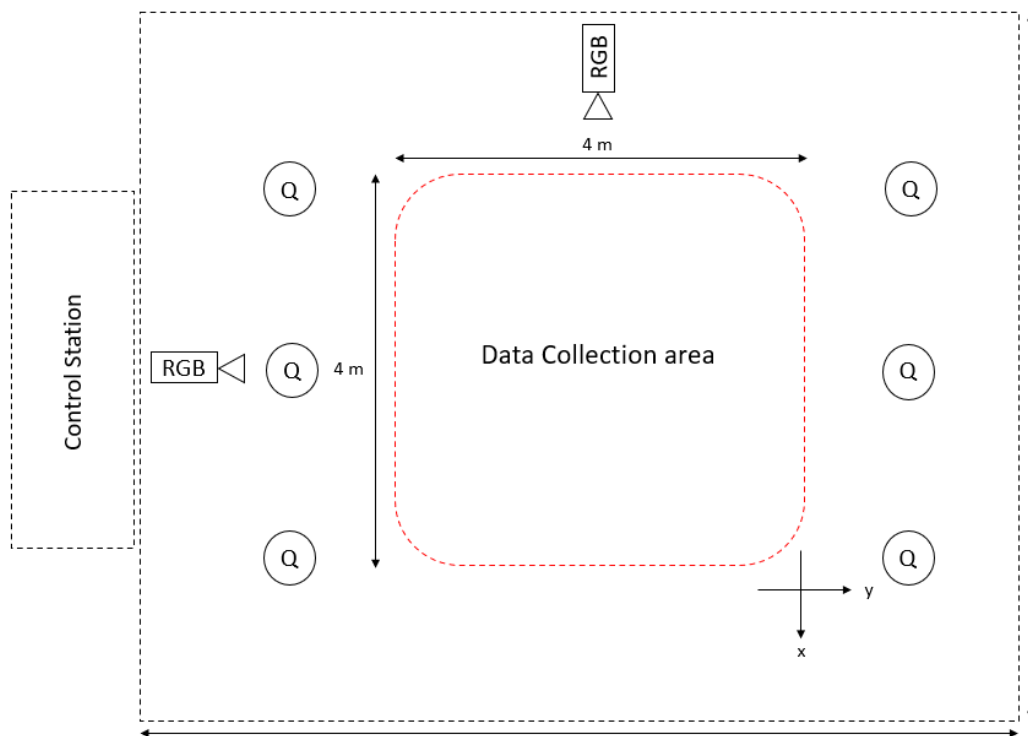 RGB
4 m
Q
Q
Control Station
RGB
Q
4 m
Data Collection area
Q
Q
Q
y
x